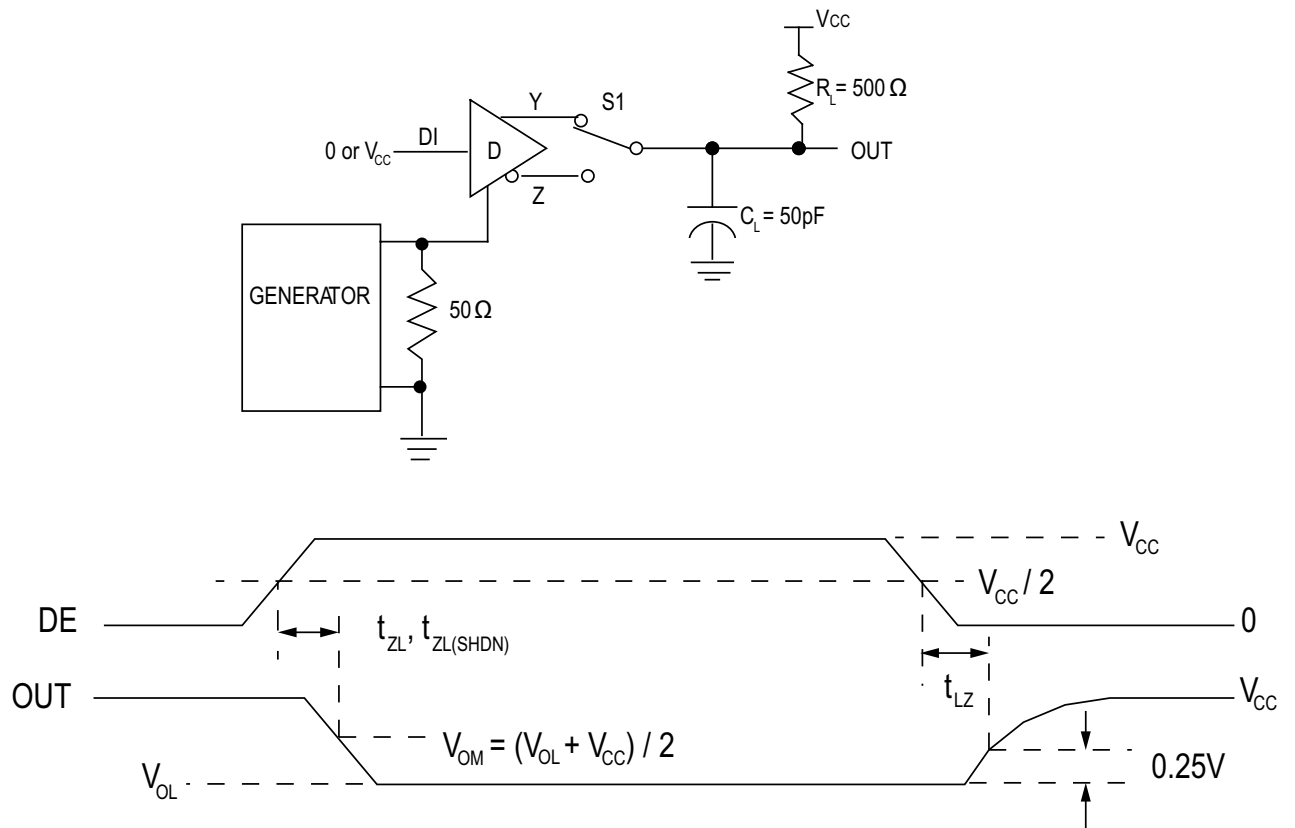 VCC
RL = 500 Ω
Y
S1
0 or VCC
DI
D
OUT
Z
CL = 50pF
GENERATOR
50 Ω
VCC
VCC / 2
DE
0
tZL, tZL(SHDN)
tLZ
OUT
VCC
VOM = (VOL + VCC) / 2
0.25V
VOL